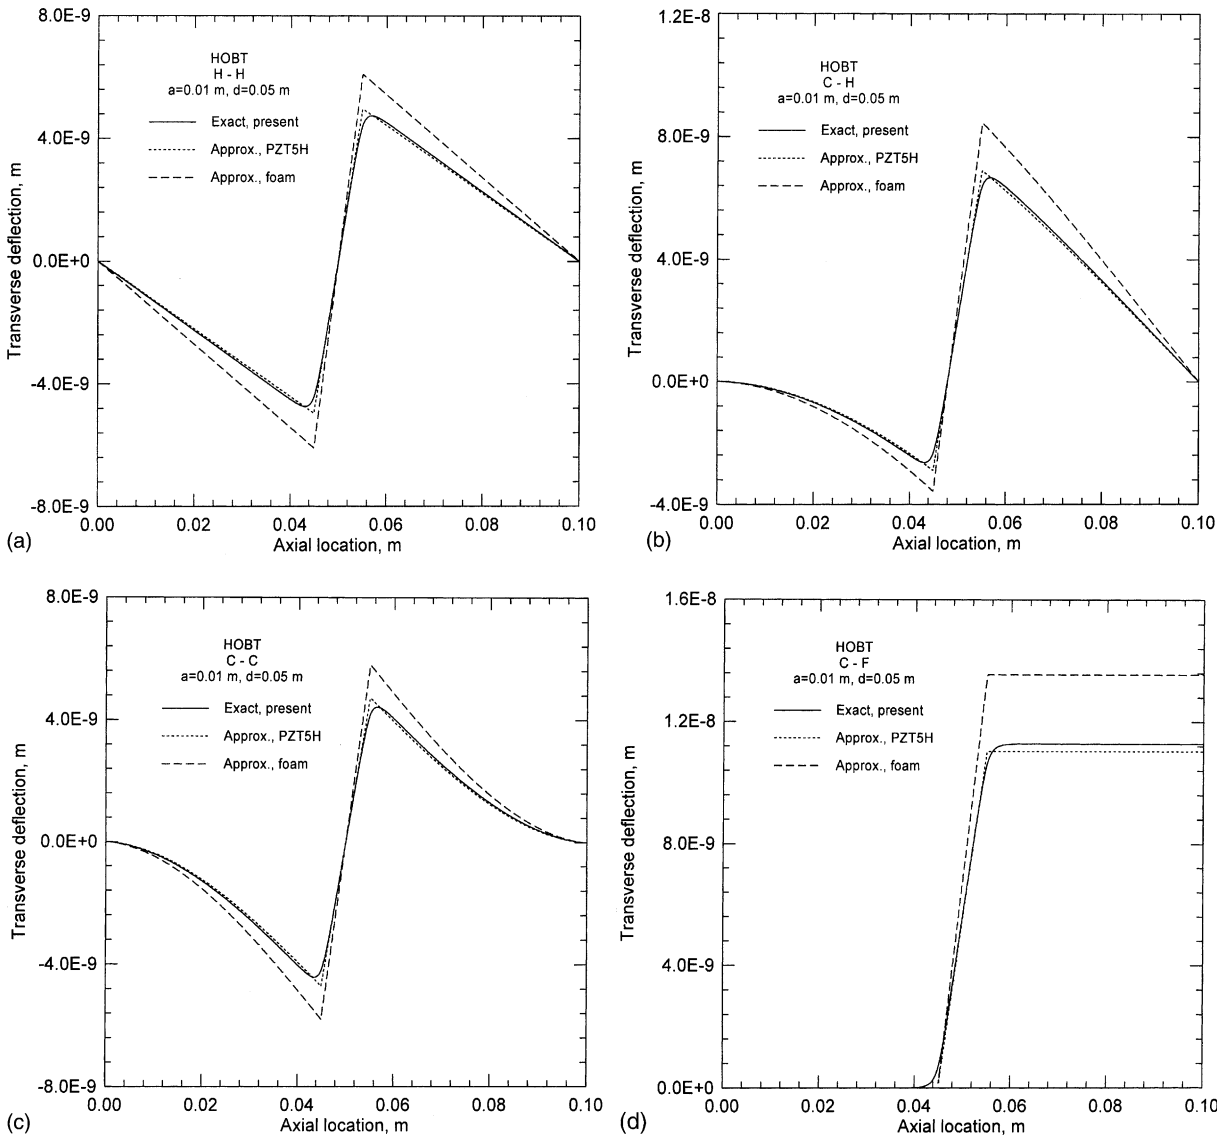 8.0E-9
4.0E-9
0.0E+0
-4.0E-9
-8.0E-9
Transverse deflection, m
HOBT
H - H
a=0.01 m, d=0.05 m
Exact, present
Approx., PZT5H
Approx., foam
0.00 0.02 0.04 0.06 0.08 0.10
Axial location, m
(a)
1.2E-8
8.0E-9
4.0E-9
0.0E+0
-4.0E-9
Transverse deflection, m
HOBT
C - H
a=0.01 m, d=0.05 m
Exact, present
Approx., PZT5H
Approx., foam
0.00 0.02 0.04 0.06 0.08 0.10
Axial location, m
(b)
8.0E-9
4.0E-9
0.0E+0
-4.0E-9
-8.0E-9
Transverse deflection, m
HOBT
C - C
a=0.01 m, d=0.05 m
Exact, present
Approx., PZT5H
Approx., foam
0.00 0.02 0.04 0.06 0.08 0.10
Axial location, m
(c)
1.6E-8
1.2E-8
8.0E-9
4.0E-9
0.0E+0
Transverse deflection, m
HOBT
C - F
a=0.01 m, d=0.05 m
Exact, present
Approx., PZT5H
Approx., foam
0.00 0.02 0.04 0.06 0.08 0.10
Axial location, m
(d)